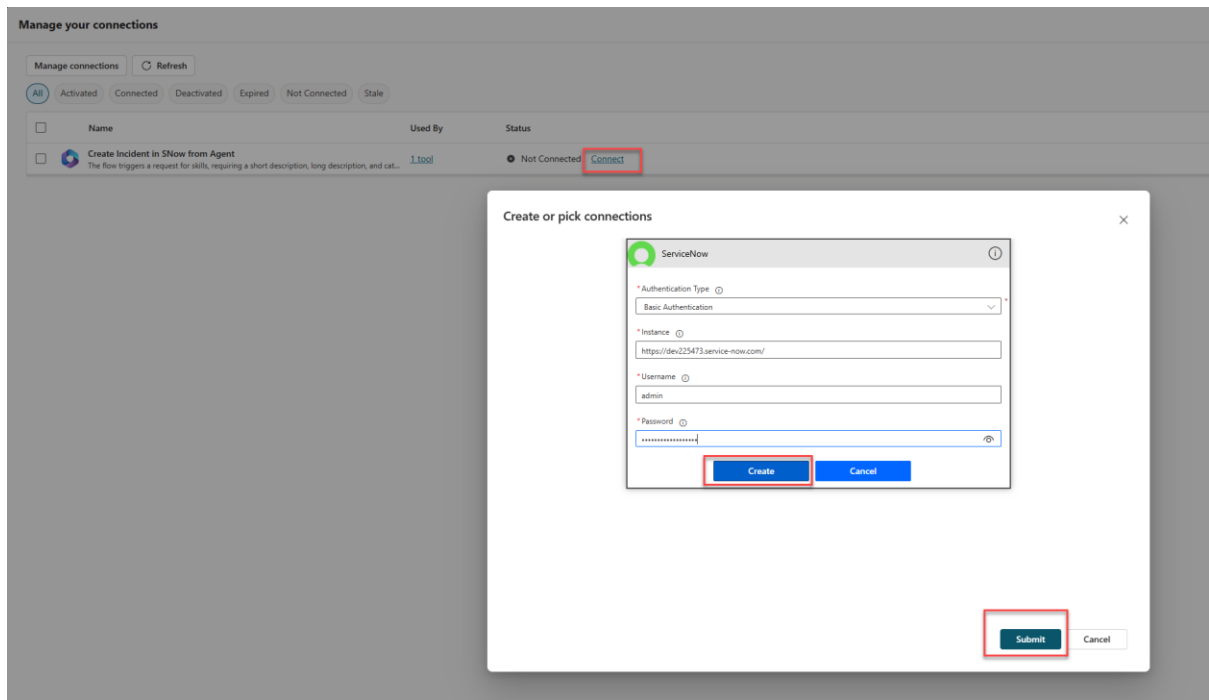 Manage your connections
Manage connections
Refresh
All Activated Connected Deactivated Expired Not Connected Stale
Name Used By Status
Create Incident in SNow from Agent
The flow triggers a request for skills, requiring a short description, long description, and cat...
1 tool
Not Connected Connect
Create or pick connections
ServiceNow
*Authentication Type
Basic Authentication
*
*Instance
https://dev225473.service-now.com/
*Username
admin
*Password
••••••••••••••••••
Create Cancel
Submit Cancel